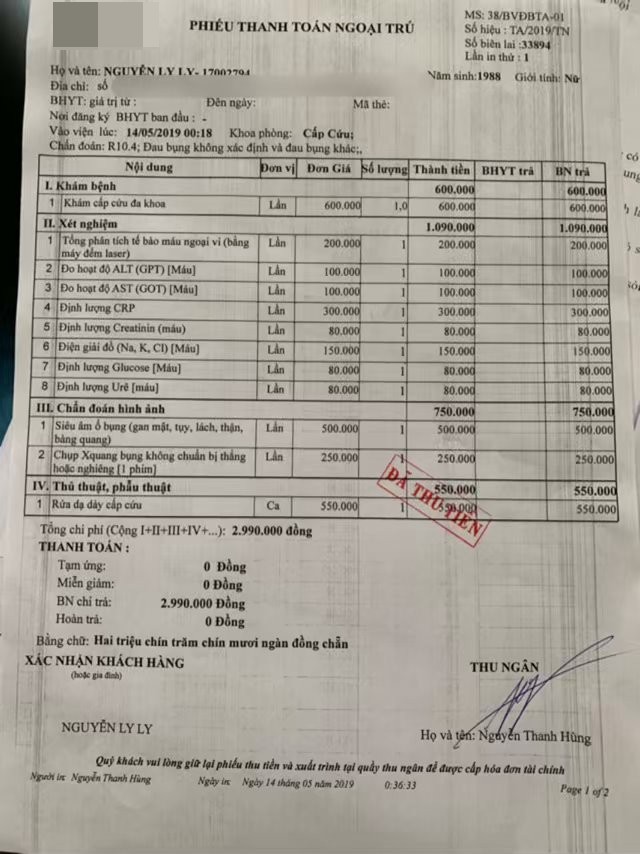 MS: 38/BVĐBTA-01
PHIẾU THANH TOÁN NGOẠI TRÚ
Số hiệu : TA/2019/TN
Số biên lai :33894
Lần in thứ : 1
Họ và tên: NGUYỄN LY LY- 17002794
Năm sinh:1988 Giới tính: Nữ
Địa chỉ: số
BHYT: giá trị từ : Đến ngày: Mã thẻ:
Nơi đăng ký BHYT ban đầu : -
Vào viện lúc: 14/05/2019 00:18 Khoa phòng: Cấp Cứu;
Chẩn đoán: R10.4; Đau bụng không xác định và đau bụng khác;,
Nội dung Đơn vị Đơn Giá Số lượng Thành tiền BHYT trả BN trả
I. Khám bệnh 600.000 600.000
1 Khám cấp cứu đa khoa Lần 600.000 1,0 600.000 600.000
II. Xét nghiệm 1.090.000 1.090.000
1 Tổng phân tích tế bào máu ngoại vi (bằng máy đếm laser) Lần 200.000 1 200.000 200.000
2 Đo hoạt độ ALT (GPT) [Máu] Lần 100.000 1 100.000 100.000
3 Đo hoạt độ AST (GOT) [Máu] Lần 100.000 1 100.000 100.000
4 Định lượng CRP Lần 300.000 1 300.000 300.000
5 Định lượng Creatinin (máu) Lần 80.000 1 80.000 80.000
6 Điện giải đồ (Na, K, Cl) [Máu] Lần 150.000 1 150.000 150.000
7 Định lượng Glucose [Máu] Lần 80.000 1 80.000 80.000
8 Định lượng Urê [máu] Lần 80.000 1 80.000 80.000
III. Chẩn đoán hình ảnh 750.000 750.000
1 Siêu âm ổ bụng (gan mật, tụy, lách, thận, bàng quang) Lần 500.000 1 500.000 500.000
2 Chụp Xquang bụng không chuẩn bị thẳng hoặc nghiêng [1 phim] Lần 250.000 1 250.000 250.000
IV. Thủ thuật, phẫu thuật 550.000 550.000
1 Rửa dạ dày cấp cứu Ca 550.000 1 550.000 550.000
ĐÃ THU TIỀN
Tổng chi phí (Cộng I+II+III+IV+...): 2.990.000 đồng
THANH TOÁN :
Tạm ứng: 0 Đồng
Miễn giảm: 0 Đồng
BN chi trả: 2.990.000 Đồng
Hoàn trả: 0 Đồng
Bằng chữ: Hai triệu chín trăm chín mươi ngàn đồng chẵn
XÁC NHẬN KHÁCH HÀNG THU NGÂN
(hoặc gia đình)
NGUYỄN LY LY
Họ và tên: Nguyễn Thanh Hùng
Quý khách vui lòng giữ lại phiếu thu tiền và xuất trình tại quầy thu ngân để được cấp hóa đơn tài chính
Người in: Nguyễn Thanh Hùng Ngày in: Ngày 14 tháng 05 năm 2019 0:36:33 Page 1 of 2